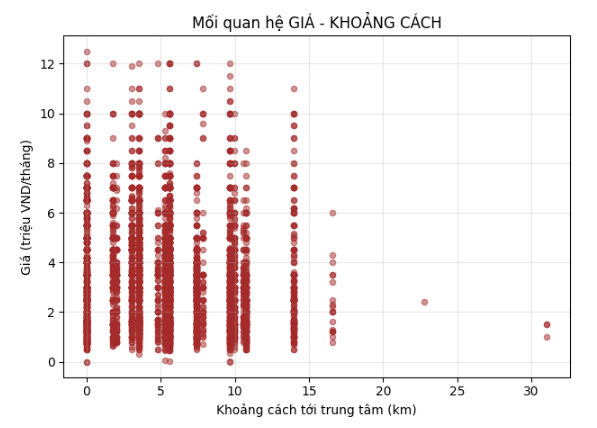 Mối quan hệ GIÁ - KHOẢNG CÁCH
Giá (triệu VND/tháng)
12
10
8
6
4
2
0
0 5 10 15 20 25 30
Khoảng cách tới trung tâm (km)